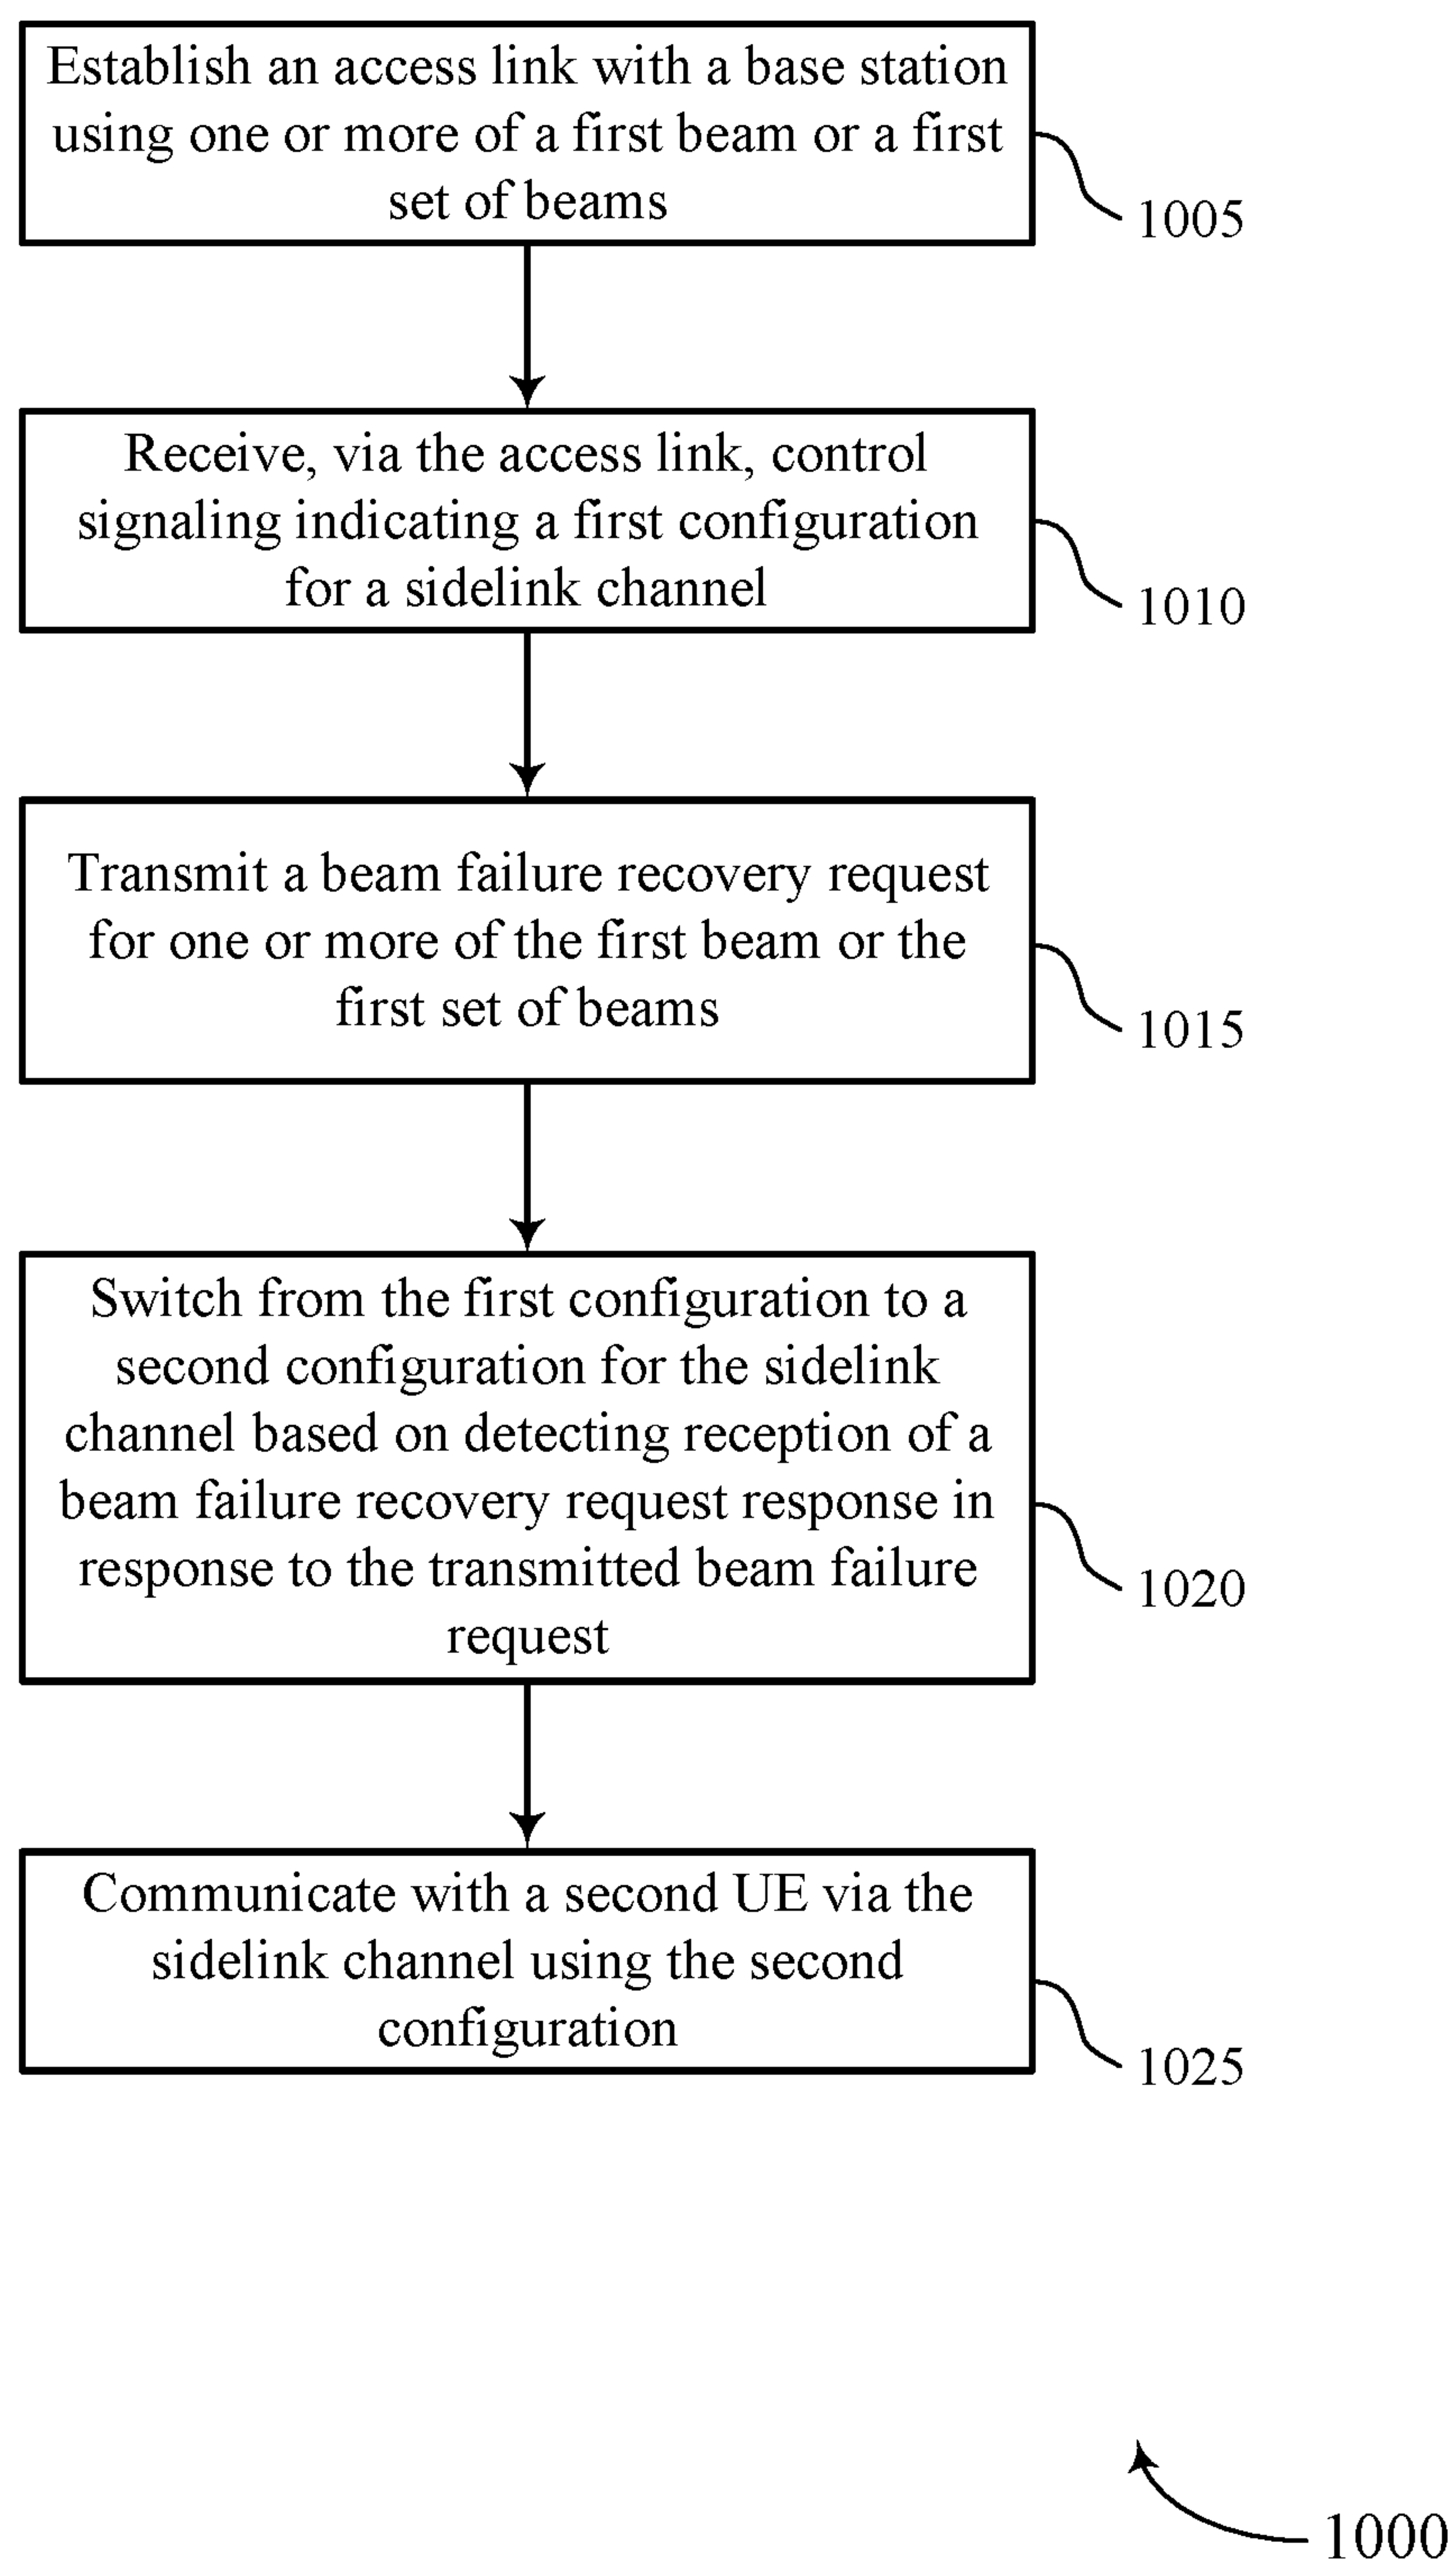 Establish an access link with a base station
using one or more of a first beam or a first
set of beams
1005
Receive, via the access link, control
signaling indicating a first configuration
for a sidelink channel
1010
Transmit a beam failure recovery request
for one or more of the first beam or the
first set of beams
1015
Switch from the first configuration to a
second configuration for the sidelink
channel based on detecting reception of a
beam failure recovery request response in
response to the transmitted beam failure
request
1020
Communicate with a second UE via the
sidelink channel using the second
configuration
1025
1000